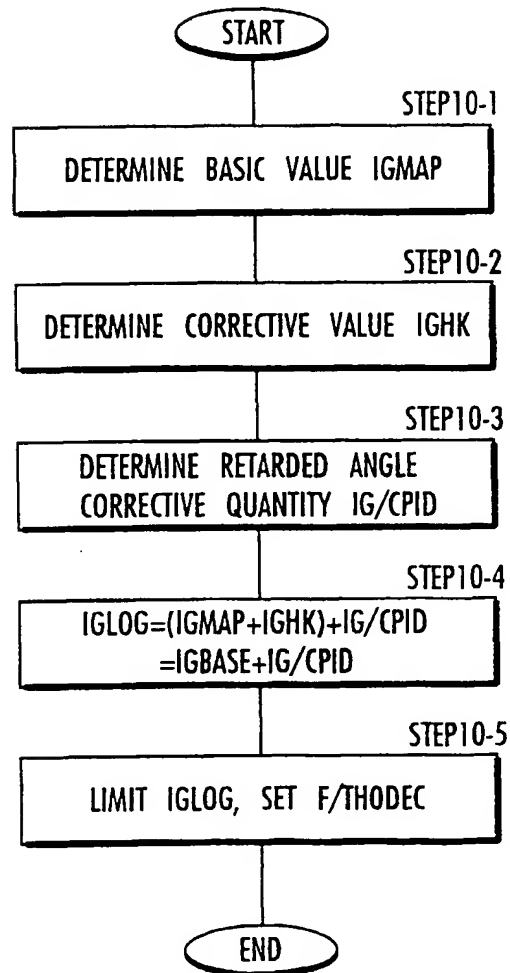 START
STEP10-1
DETERMINE BASIC VALUE IGMAP
STEP10-2
DETERMINE CORRECTIVE VALUE IGHK
STEP10-3
DETERMINE RETARDED ANGLE
CORRECTIVE QUANTITY IG/CPID
STEP10-4
IGLOG=(IGMAP+IGHK)+IG/CPID
=IGBASE+IG/CPID
STEP10-5
LIMIT IGLOG, SET F/THODEC
END